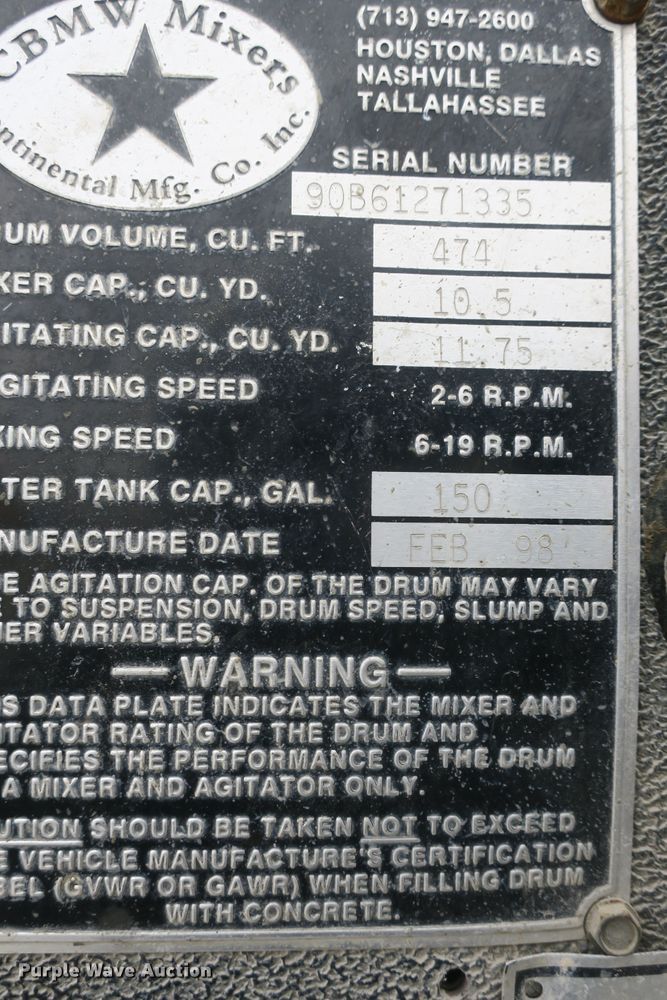 CBMW Mixers
ontinental Mfg. Co. Inc.
(713) 947-2600
HOUSTON, DALLAS
NASHVILLE
TALLAHASSEE
SERIAL NUMBER
90B61271335
UM VOLUME, CU. FT. 474
XER CAP., CU. YD. 10.5
ITATING CAP., CU. YD. 11.75
GITATING SPEED 2-6 R.P.M.
XING SPEED 6-19 R.P.M.
TER TANK CAP., GAL. 150
NUFACTURE DATE FEB 98
E AGITATION CAP. OF THE DRUM MAY VARY
E TO SUSPENSION, DRUM SPEED, SLUMP AND
HER VARIABLES.
— WARNING —
S DATA PLATE INDICATES THE MIXER AND
ITATOR RATING OF THE DRUM AND
ECIFIES THE PERFORMANCE OF THE DRUM
A MIXER AND AGITATOR ONLY.
UTION SHOULD BE TAKEN NOT TO EXCEED
E VEHICLE MANUFACTURE'S CERTIFICATION
BEL (GVWR OR GAWR) WHEN FILLING DRUM
WITH CONCRETE.
Purple Wave Auction